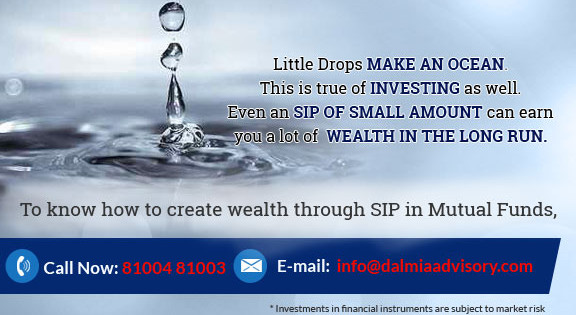 Little Drops MAKE AN OCEAN.
This is true of INVESTING as well.
Even an SIP OF SMALL AMOUNT can earn
you a lot of WEALTH IN THE LONG RUN.
To know how to create wealth through SIP in Mutual Funds,
Call Now: 81004 81003 E-mail: info@dalmiaadvisory.com
* Investments in financial instruments are subject to market risk